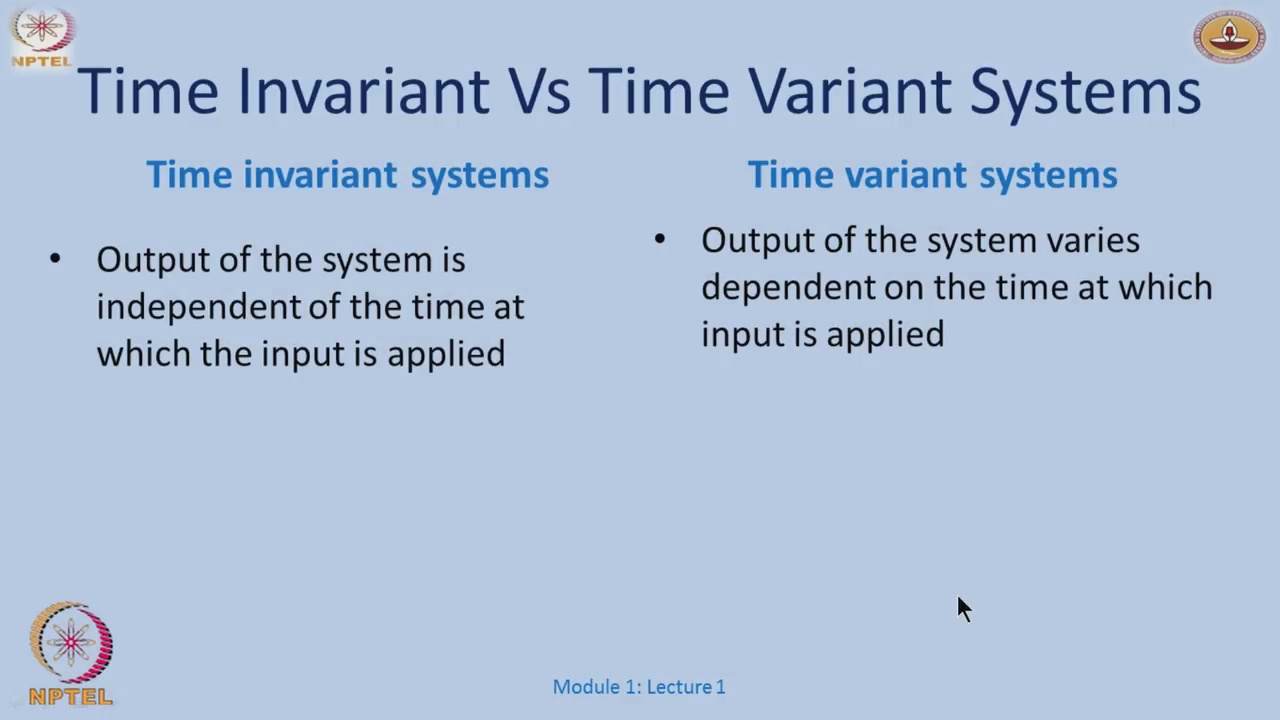 NPTEL
Time Invariant Vs Time Variant Systems
Time invariant systems
• Output of the system is
independent of the time at
which the input is applied
Time variant systems
• Output of the system varies
dependent on the time at which
input is applied
NPTEL
Module 1: Lecture 1